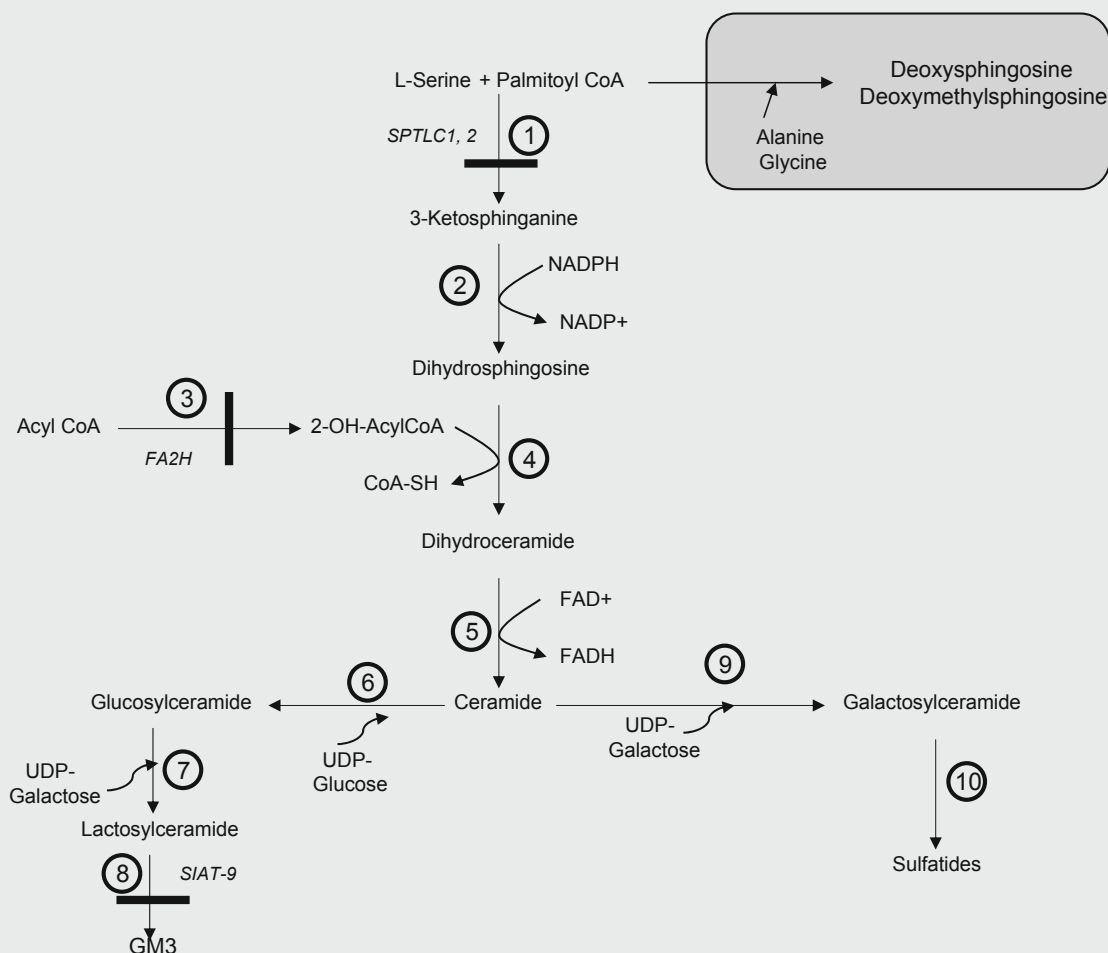 L-Serine + Palmitoyl CoA
Deoxysphingosine
Deoxymethylsphingosine
Alanine
Glycine
SPTLC1, 2
1
3-Ketosphinganine
2
NADPH
NADP+
Dihydrosphingosine
3
Acyl CoA
FA2H
2-OH-AcylCoA
4
CoA-SH
Dihydroceramide
5
FAD+
FADH
Glucosylceramide
6
Ceramide
9
Galactosylceramide
UDP-
Galactose
7
UDP-
Glucose
UDP-
Galactose
10
Lactosylceramide
8
SIAT-9
Sulfatides
GM3